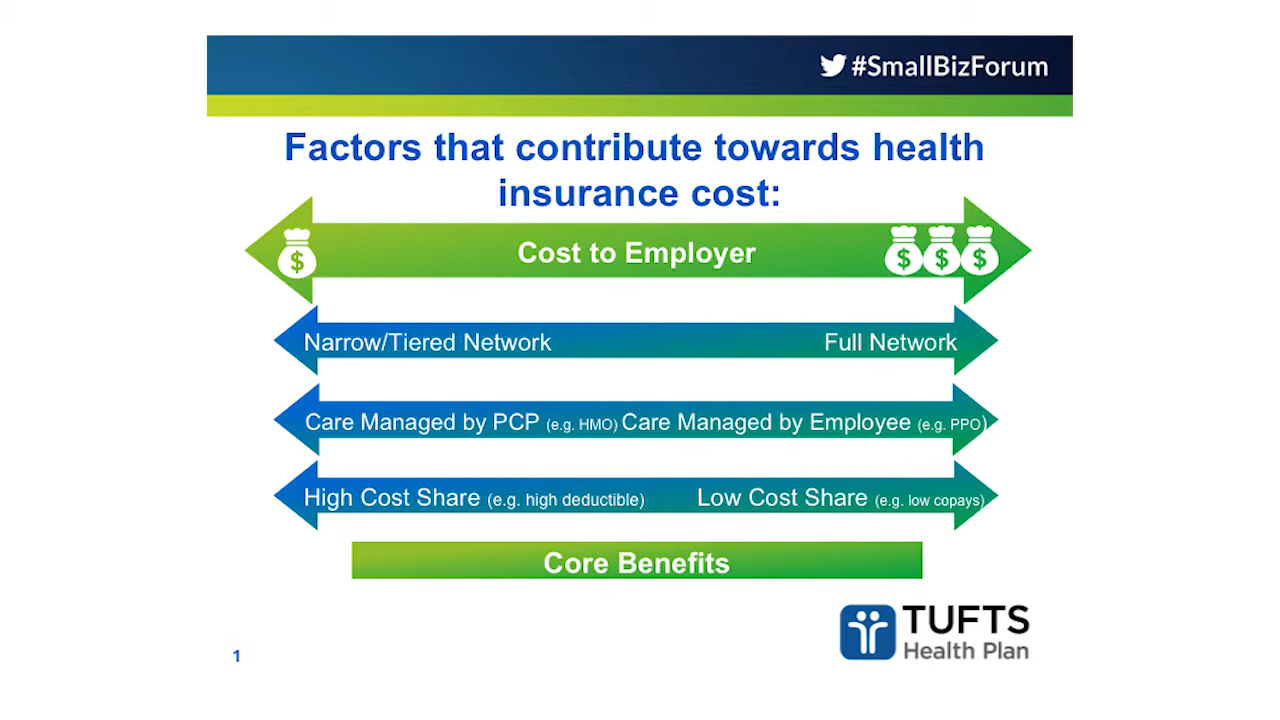 #SmallBizForum
Factors that contribute towards health
insurance cost:
$ Cost to Employer $ $ $
Narrow/Tiered Network Full Network
Care Managed by PCP (e.g. HMO) Care Managed by Employee (e.g. PPO)
High Cost Share (e.g. high deductible) Low Cost Share (e.g. low copays)
Core Benefits
TUFTS
Health Plan
1